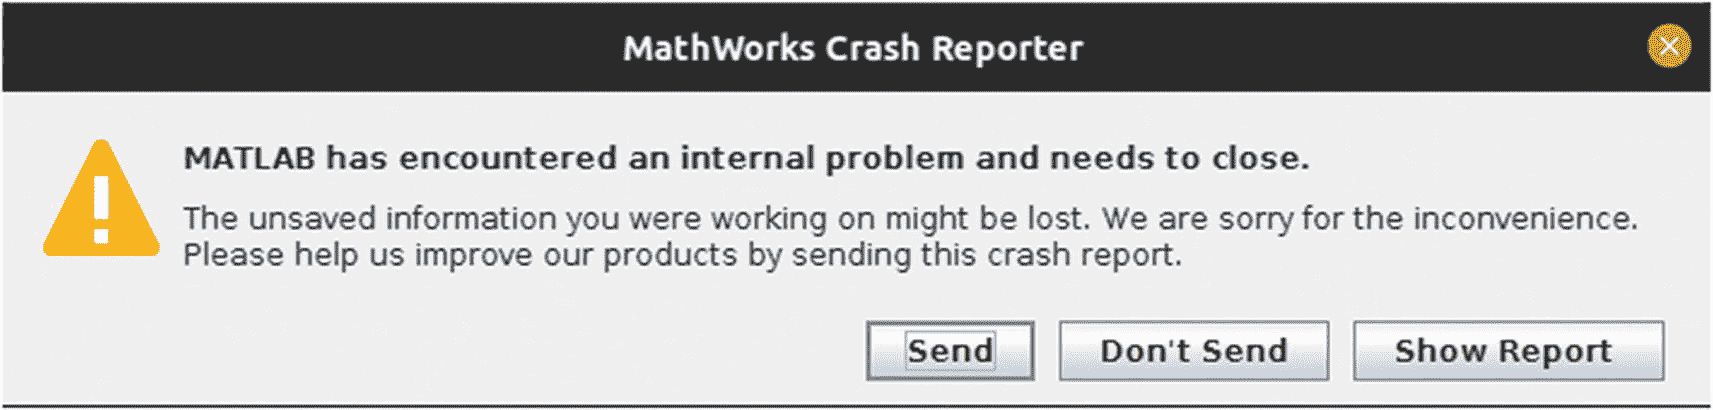 MathWorks Crash Reporter
MATLAB has encountered an internal problem and needs to close.
The unsaved information you were working on might be lost. We are sorry for the inconvenience.
Please help us improve our products by sending this crash report.
Send Don't Send Show Report